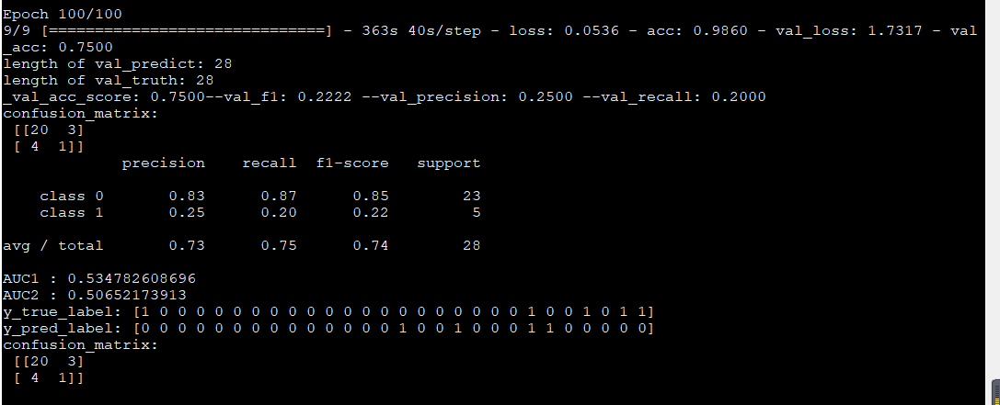 Epoch 100/100
9/9 [==============================] - 363s 40s/step - loss: 0.0536 - acc: 0.9860 - val_loss: 1.7317 - val
_acc: 0.7500
length of val_predict: 28
length of val_truth: 28
_val_acc_score: 0.7500--val_f1: 0.2222 --val_precision: 0.2500 --val_recall: 0.2000
confusion_matrix:
[[20 3]
[ 4 1]]
precision recall f1-score support
class 0 0.83 0.87 0.85 23
class 1 0.25 0.20 0.22 5
avg / total 0.73 0.75 0.74 28
AUC1 : 0.534782608696
AUC2 : 0.50652173913
y_true_label: [1 0 0 0 0 0 0 0 0 0 0 0 0 0 0 0 0 0 0 0 0 1 0 0 1 0 1 1]
y_pred_label: [0 0 0 0 0 0 0 0 0 0 0 0 0 0 1 0 0 1 0 0 0 1 1 0 0 0 0 0]
confusion_matrix:
[[20 3]
[ 4 1]]